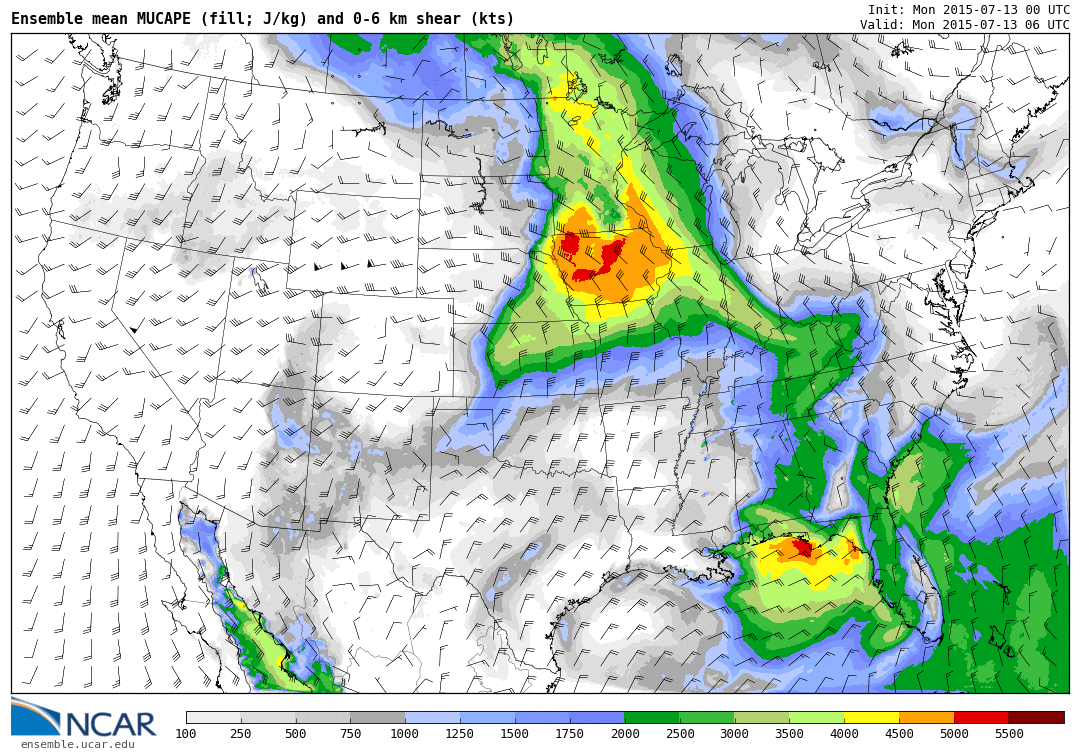 Ensemble mean MUCAPE (fill; J/kg) and 0-6 km shear (kts)
Init: Mon 2015-07-13 00 UTC
Valid: Mon 2015-07-13 06 UTC
NCAR
ensemble.ucar.edu
100 250 500 750 1000 1250 1500 1750 2000 2500 3000 3500 4000 4500 5000 5500